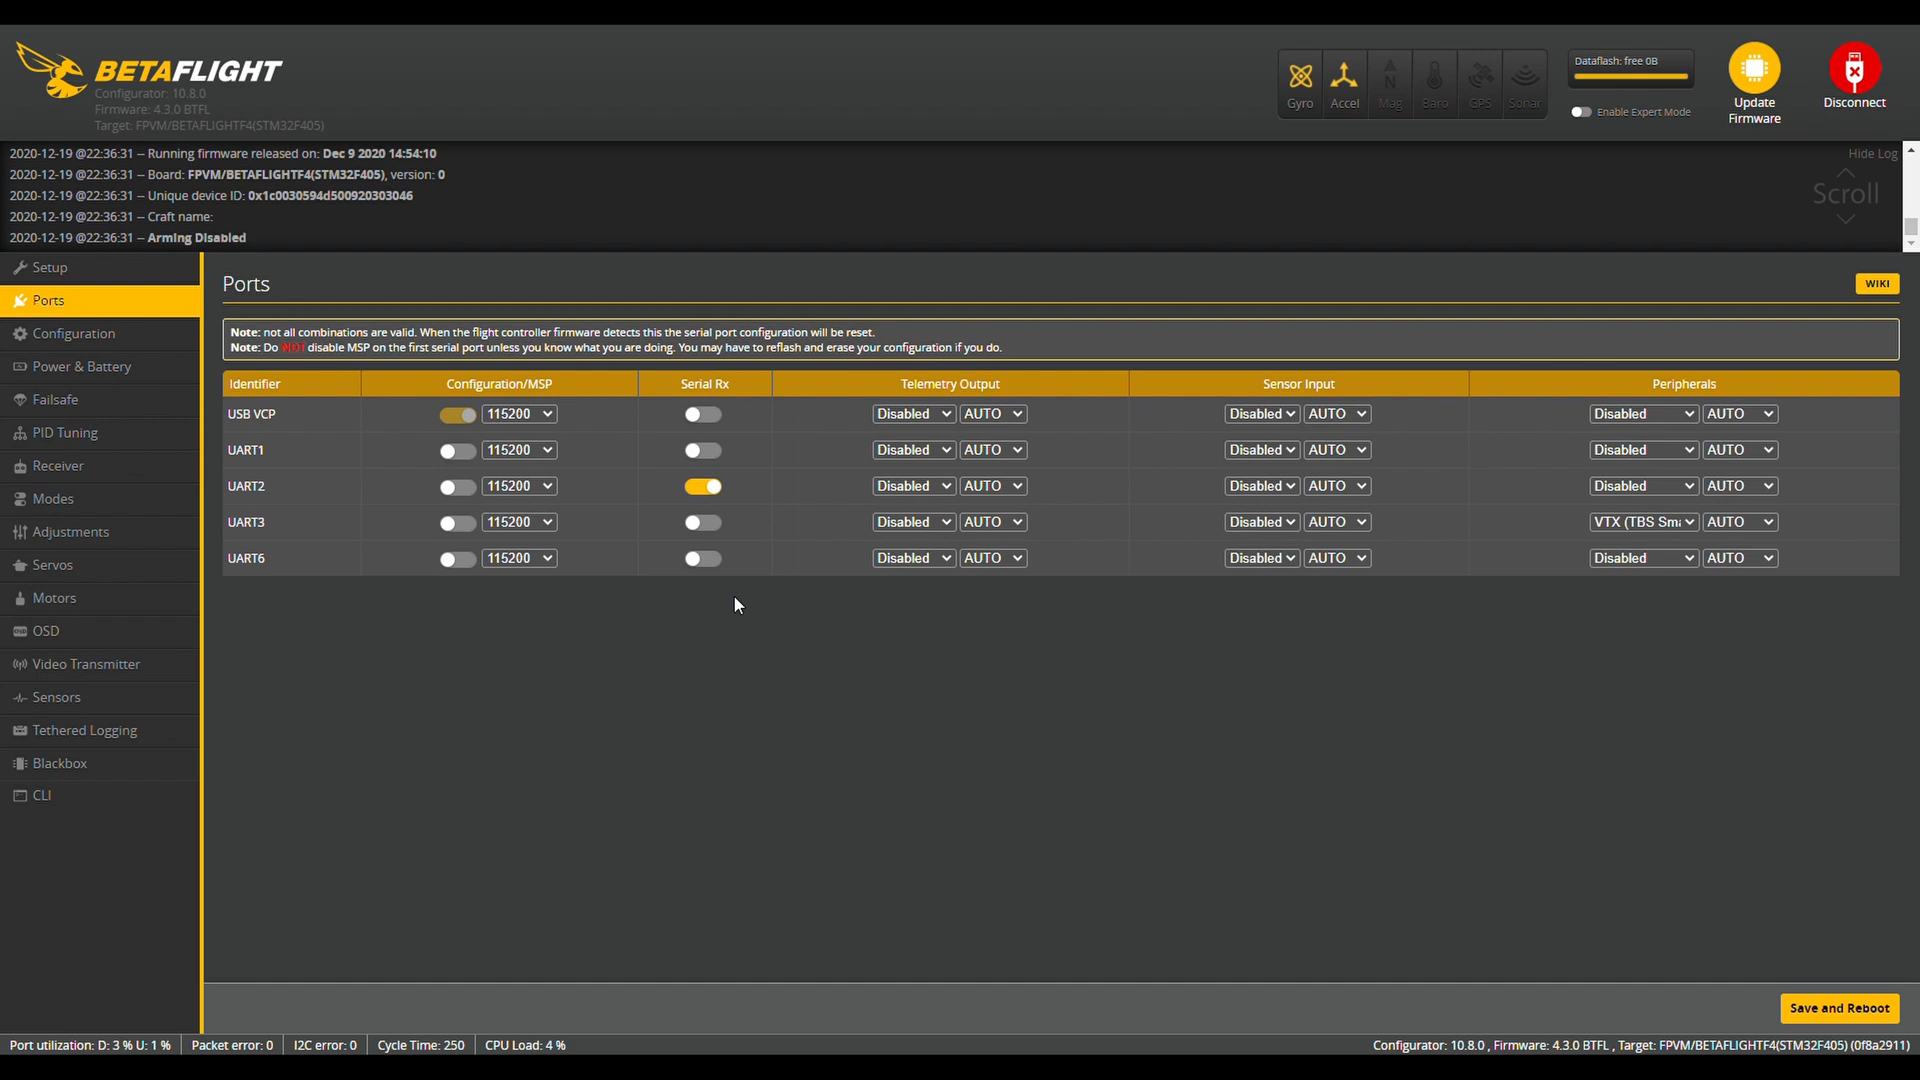 BETAFLIGHT
Configurator: 10.8.0
Firmware: 4.3.0 BTFL
Target: FPVM/BETAFLIGHTF4(STM32F405)
Gyro
Accel
Mag
Baro
GPS
Sonar
Dataflash: free 0B
Enable Expert Mode
Update
Firmware
Disconnect
2020-12-19 @22:36:31 -- Running firmware released on: Dec 9 2020 14:54:10
2020-12-19 @22:36:31 -- Board: FPVM/BETAFLIGHTF4(STM32F405), version: 0
2020-12-19 @22:36:31 -- Unique device ID: 0x1c0030594d500920303046
2020-12-19 @22:36:31 -- Craft name:
2020-12-19 @22:36:31 -- Arming Disabled
Hide Log
Scroll
Setup
Ports
Configuration
Power & Battery
Failsafe
PID Tuning
Receiver
Modes
Adjustments
Servos
Motors
OSD
Video Transmitter
Sensors
Tethered Logging
Blackbox
CLI
Ports
WIKI
Note: not all combinations are valid. When the flight controller firmware detects this the serial port configuration will be reset.
Note: Do NOT disable MSP on the first serial port unless you know what you are doing. You may have to reflash and erase your configuration if you do.
Identifier Configuration/MSP Serial Rx Telemetry Output Sensor Input Peripherals
USB VCP 115200 Disabled AUTO Disabled AUTO Disabled AUTO
UART1 115200 Disabled AUTO Disabled AUTO Disabled AUTO
UART2 115200 Disabled AUTO Disabled AUTO Disabled AUTO
UART3 115200 Disabled AUTO Disabled AUTO VTX (TBS Sma AUTO
UART6 115200 Disabled AUTO Disabled AUTO Disabled AUTO
Save and Reboot
Port utilization: D: 3 % U: 1 % Packet error: 0 I2C error: 0 Cycle Time: 250 CPU Load: 4 %
Configurator: 10.8.0 , Firmware: 4.3.0 BTFL , Target: FPVM/BETAFLIGHTF4(STM32F405) (0f8a2911)